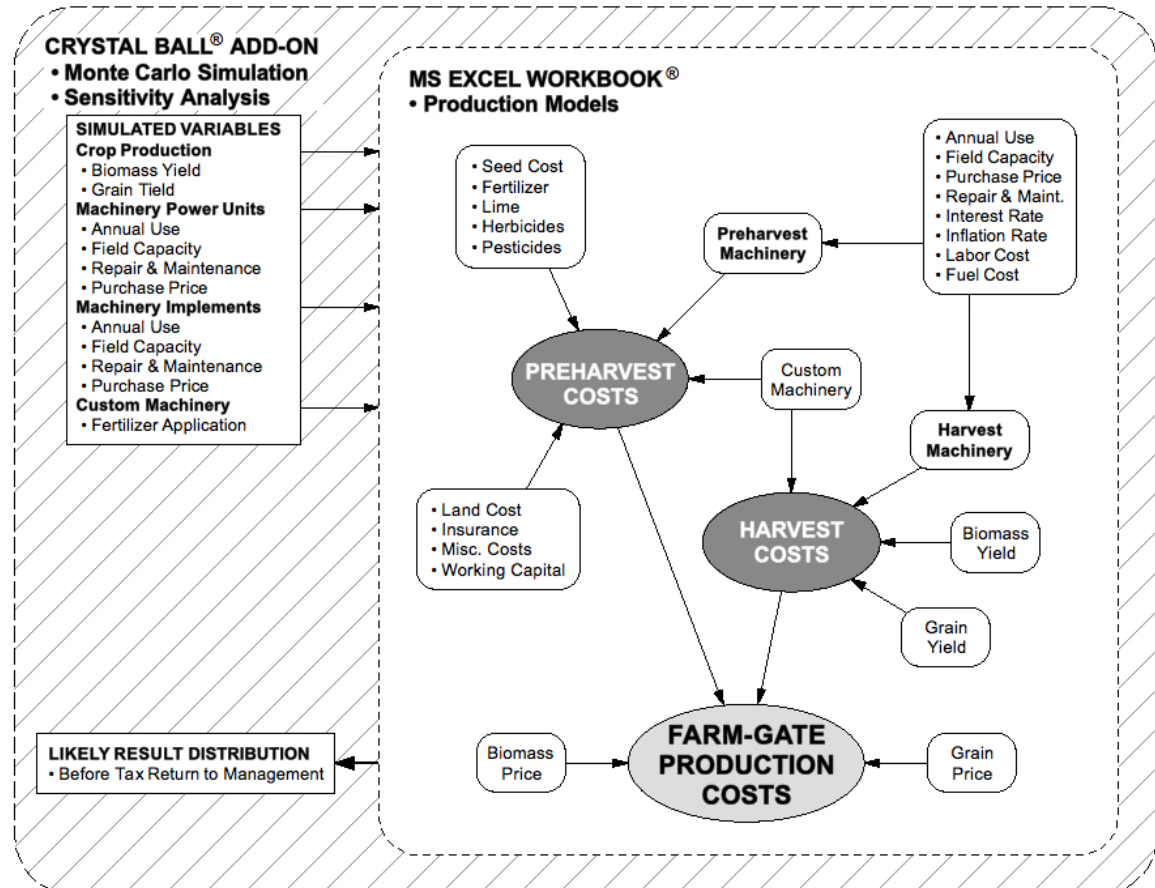 CRYSTAL BALL® ADD-ON
• Monte Carlo Simulation
• Sensitivity Analysis
SIMULATED VARIABLES
Crop Production
• Biomass Yield
• Grain Tield
Machinery Power Units
• Annual Use
• Field Capacity
• Repair & Maintenance
• Purchase Price
Machinery Implements
• Annual Use
• Field Capacity
• Repair & Maintenance
• Purchase Price
Custom Machinery
• Fertilizer Application
LIKELY RESULT DISTRIBUTION
• Before Tax Return to Management
MS EXCEL WORKBOOK®
• Production Models
• Seed Cost
• Fertilizer
• Lime
• Herbicides
• Pesticides
Preharvest
Machinery
• Annual Use
• Field Capacity
• Purchase Price
• Repair & Maint.
• Interest Rate
• Inflation Rate
• Labor Cost
• Fuel Cost
PREHARVEST
COSTS
Custom
Machinery
Harvest
Machinery
• Land Cost
• Insurance
• Misc. Costs
• Working Capital
HARVEST
COSTS
Biomass
Yield
Grain
Yield
Biomass
Price
FARM-GATE
PRODUCTION
COSTS
Grain
Price